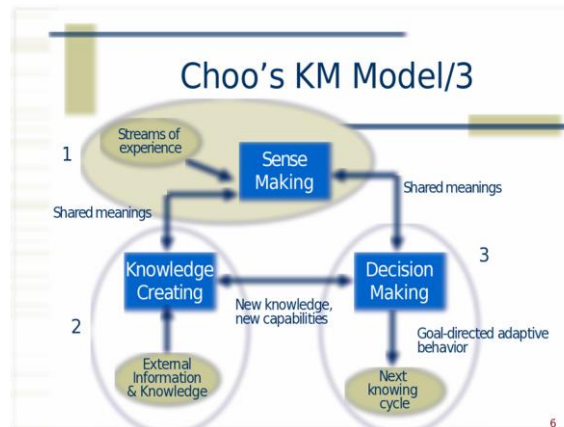 Choo's KM Model/3
Streams of
experience
1
Sense
Making
Shared meanings
Shared meanings
Knowledge
Creating
Decision
Making
3
New knowledge,
new capabilities
2
Goal-directed adaptive
behavior
External
Information
& Knowledge
Next
knowing
cycle
6